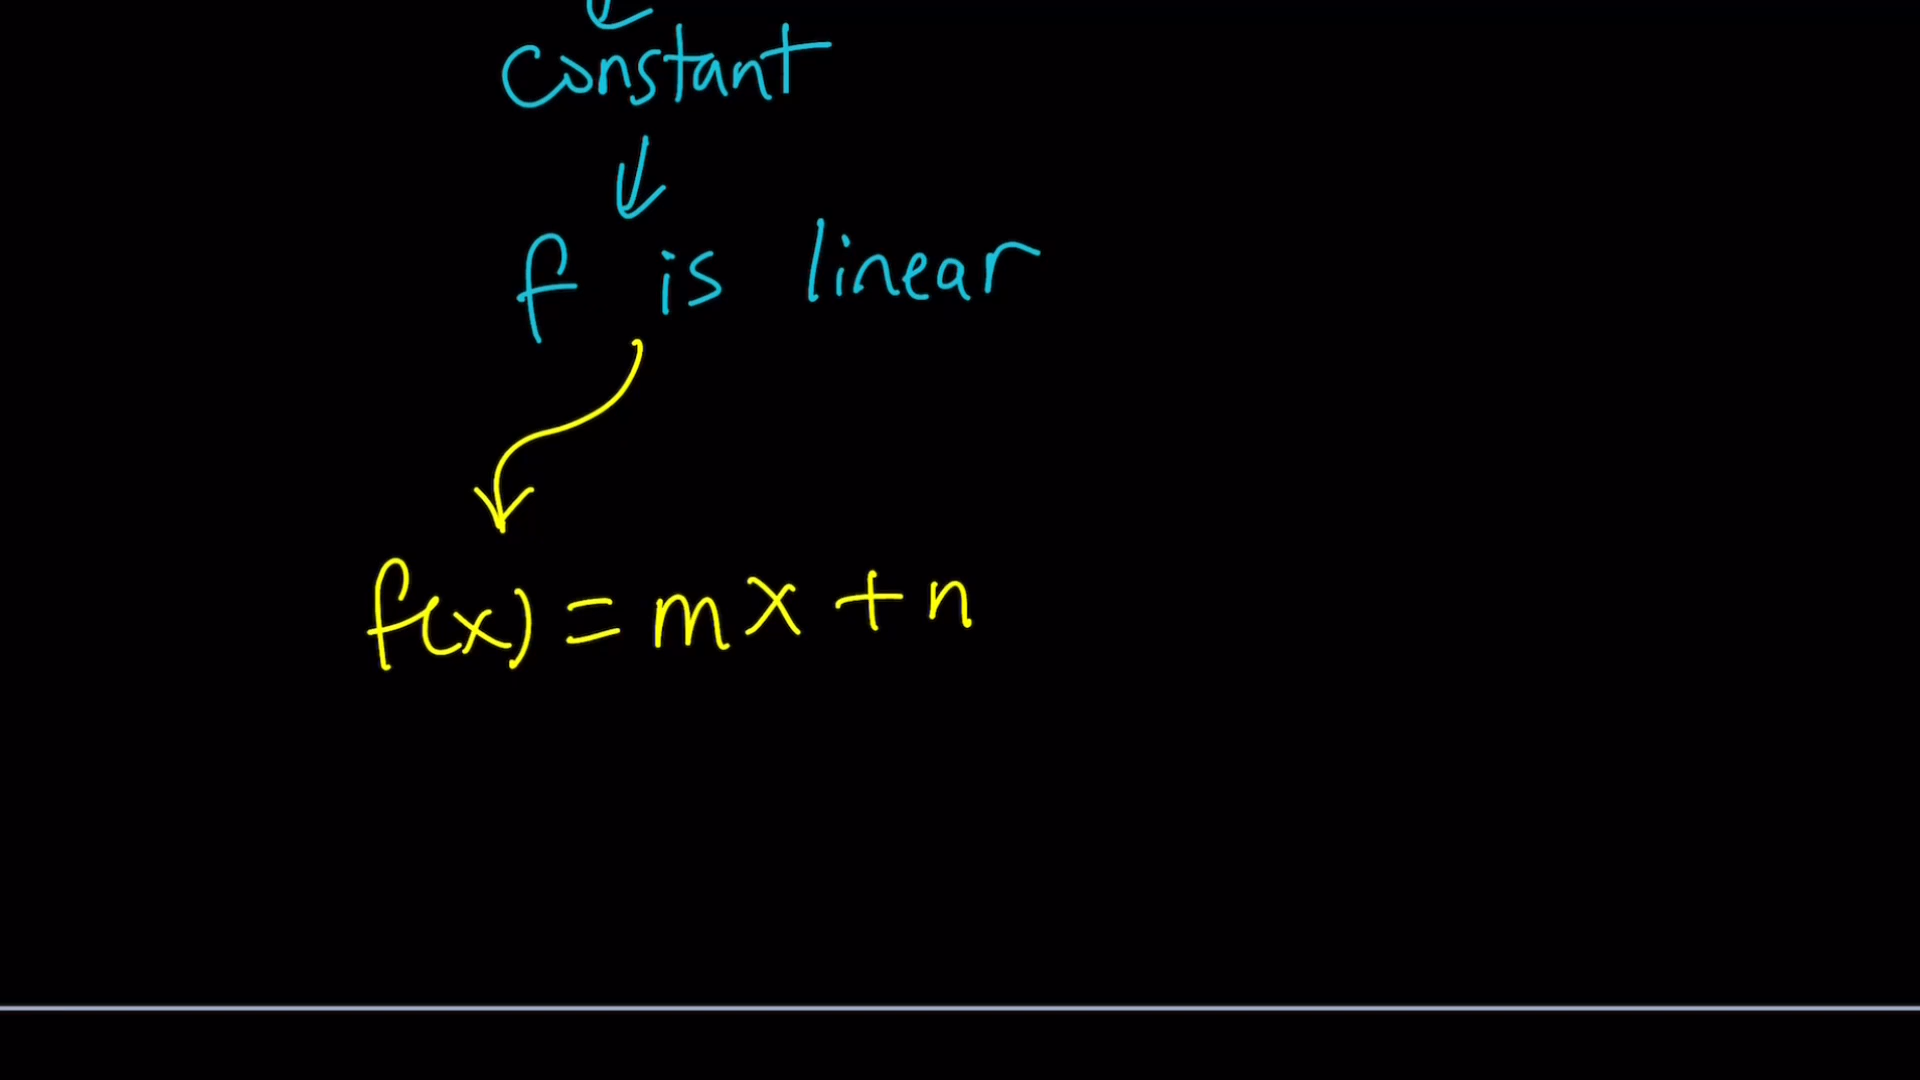 constant
f is linear
f(x) = mx + n